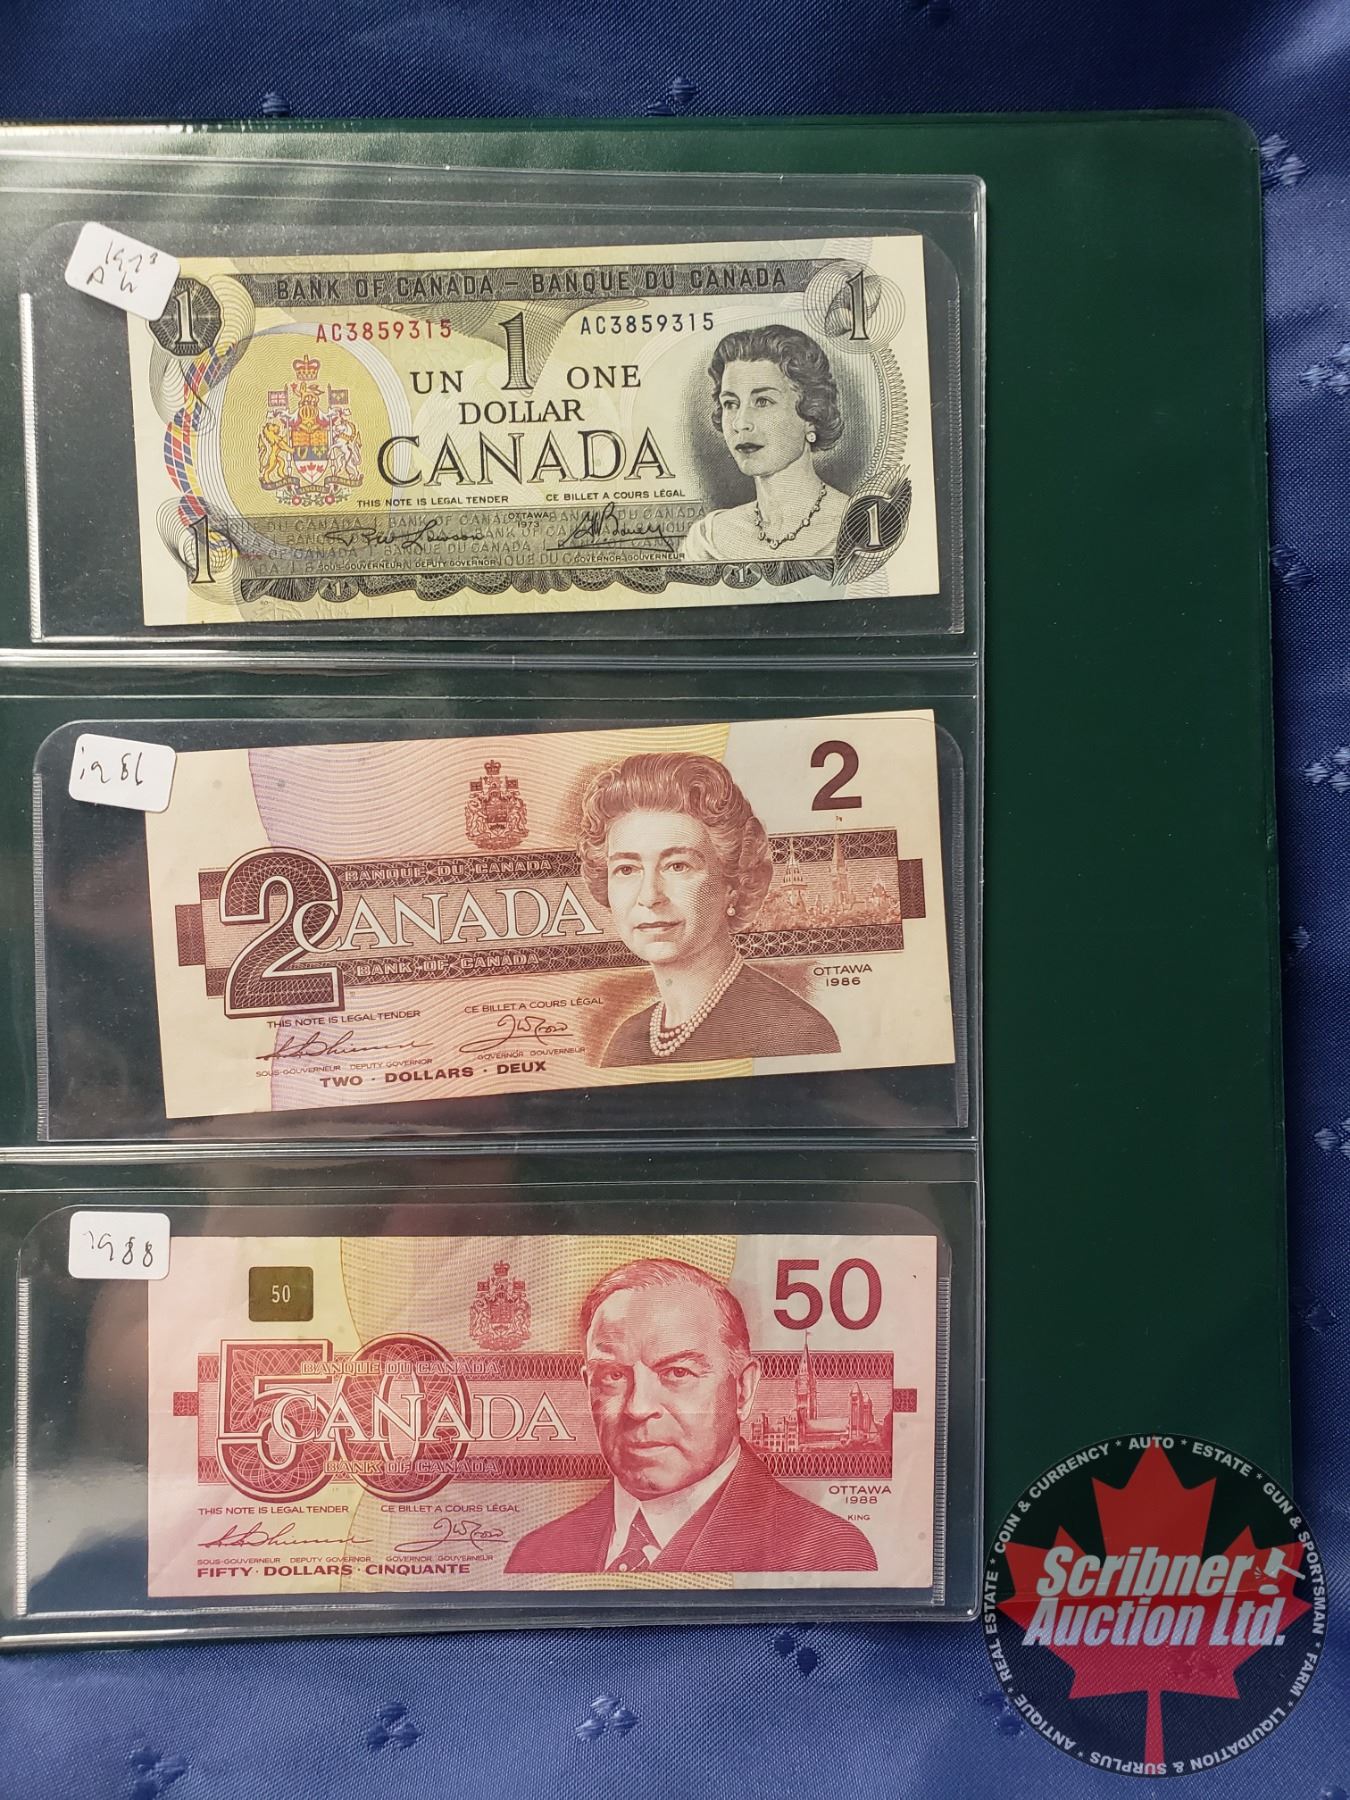 1973
BANK OF CANADA – BANQUE DU CANADA
1
1
AC3859315
1
AC3859315
UN
ONE
DOLLAR
CANADA
THIS NOTE IS LEGAL TENDER
CE BILLET A COURS LÉGAL
OTTAWA
1973
1
SOUS-GOUVERNEUR DEPUTY GOVERNOR
GOVERNOR-GOUVERNEUR
1
1
1
1986
2
BANQUE DU CANADA
2
CANADA
BANK OF CANADA
OTTAWA
1986
THIS NOTE IS LEGAL TENDER
CE BILLET A COURS LÉGAL
SOUS-GOUVERNEUR DEPUTY GOVERNOR
GOVERNOR GOUVERNEUR
TWO · DOLLARS · DEUX
1988
50
50
BANQUE DU CANADA
50
CANADA
BANK OF CANADA
OTTAWA
1988
KING
THIS NOTE IS LEGAL TENDER
CE BILLET A COURS LÉGAL
SOUS-GOUVERNEUR DEPUTY GOVERNOR
GOVERNOR GOUVERNEUR
FIFTY · DOLLARS · CINQUANTE
ANTIQUE * REAL ESTATE * COIN & CURRENCY * AUTO * ESTATE * GUN & SPORTSMAN * FARM * LIQUIDATION & SURPLUS *
Scribner
Auction Ltd.